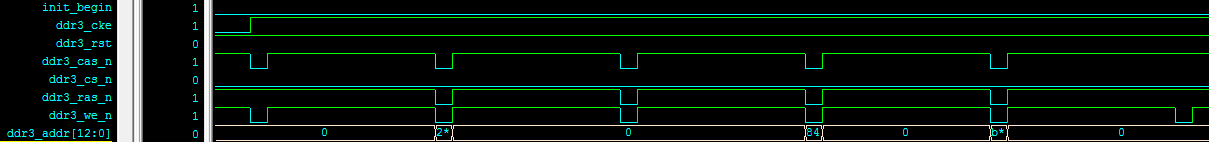 init_begin 1
ddr3_cke 1
ddr3_rst 0
ddr3_cas_n 1
ddr3_cs_n 0
ddr3_ras_n 1
ddr3_we_n 1
ddr3_addr[12:0] 0 0 2* 0 84 0 b* 0